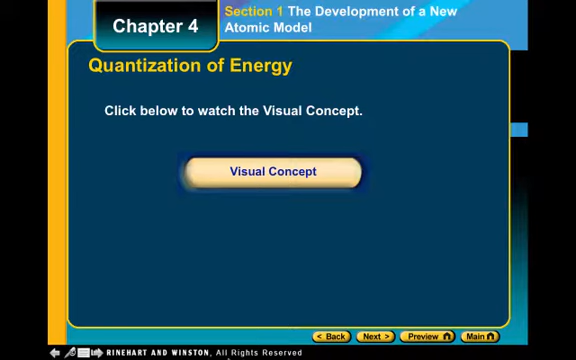 Chapter 4
Section 1 The Development of a New
Atomic Model
Quantization of Energy
Click below to watch the Visual Concept.
Visual Concept
< Back
Next >
Preview
Main
RINEHART AND WINSTON, All Rights Reserved